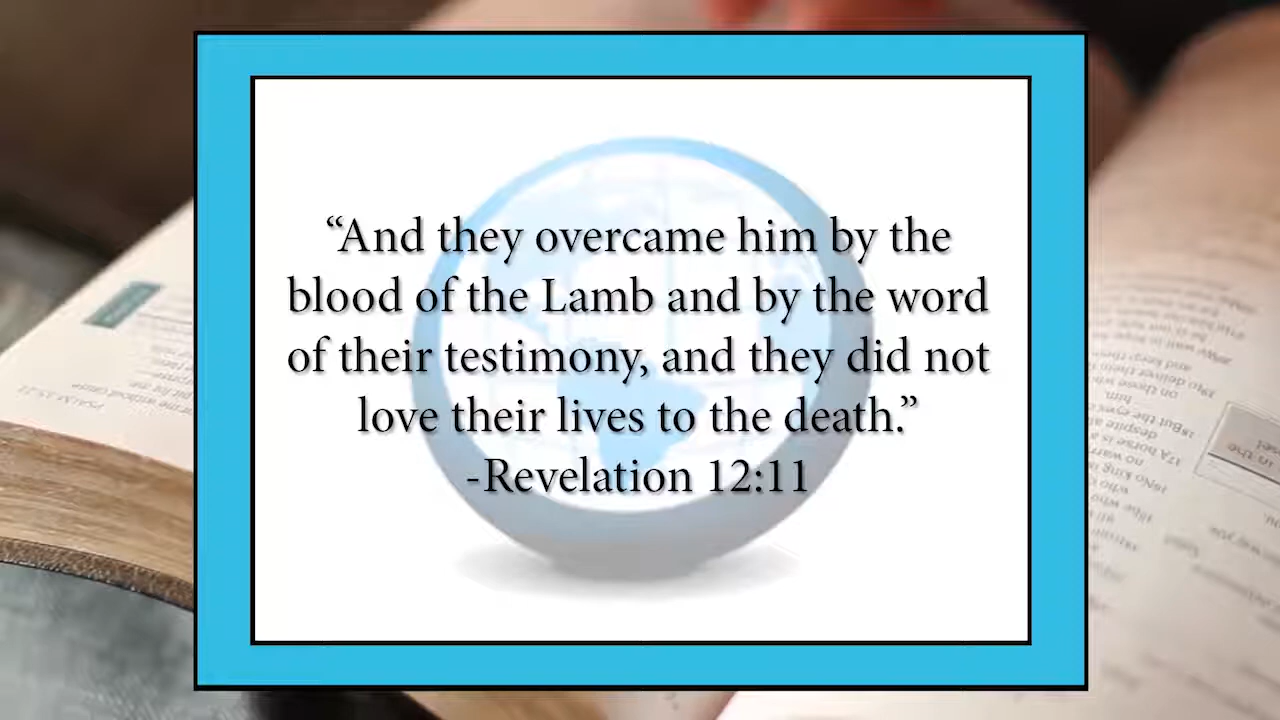 “And they overcame him by the
blood of the Lamb and by the word
of their testimony, and they did not
love their lives to the death.”
-Revelation 12:11